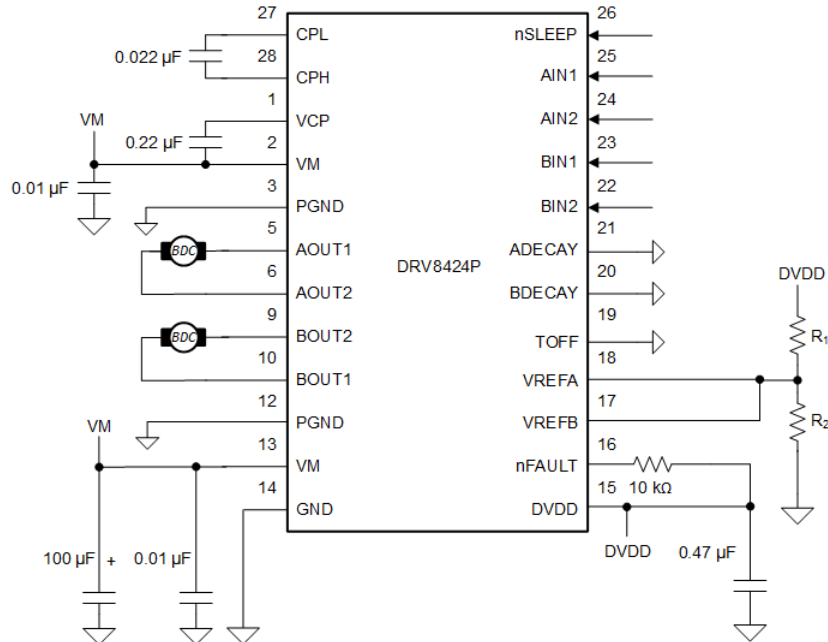 27
CPL
0.022 µF
28
CPH
1
VCP
VM
0.22 µF
2
VM
0.01 µF
3
PGND
5
AOUT1
BDC
6
AOUT2
9
BOUT2
BDC
10
BOUT1
12
PGND
VM
13
VM
14
GND
100 µF +
0.01 µF
DRV8424P
26
nSLEEP
25
AIN1
24
AIN2
23
BIN1
22
BIN2
21
ADECAY
20
BDECAY
19
TOFF
18
VREFA
17
VREFB
16
nFAULT
10 kΩ
15
DVDD
DVDD
0.47 µF
DVDD
R₁
R₂